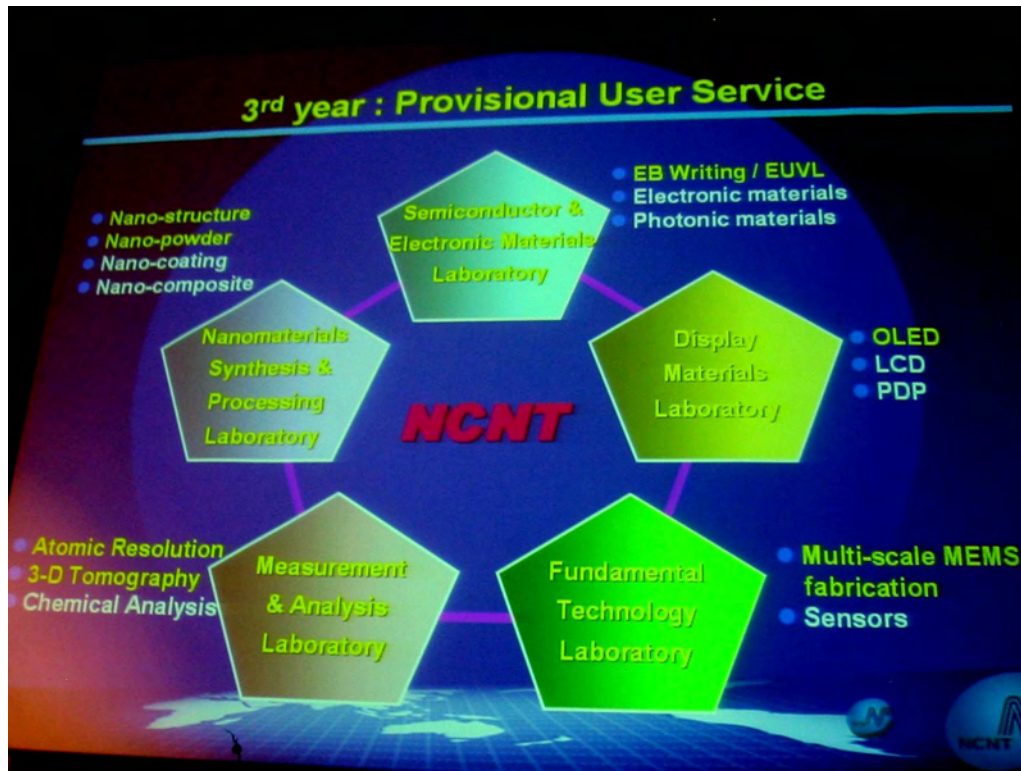 3rd year : Provisional User Service
Nano-structure
Nano-powder
Nano-coating
Nano-composite
Semiconductor &
Electronic Materials
Laboratory
EB Writing / EUVL
Electronic materials
Photonic materials
Nanomaterials
Synthesis &
Processing
Laboratory
NCNT
Display
Materials
Laboratory
OLED
LCD
PDP
Atomic Resolution
3-D Tomography
Chemical Analysis
Measurement
& Analysis
Laboratory
Fundamental
Technology
Laboratory
Multi-scale MEMS
fabrication
Sensors
NCNT